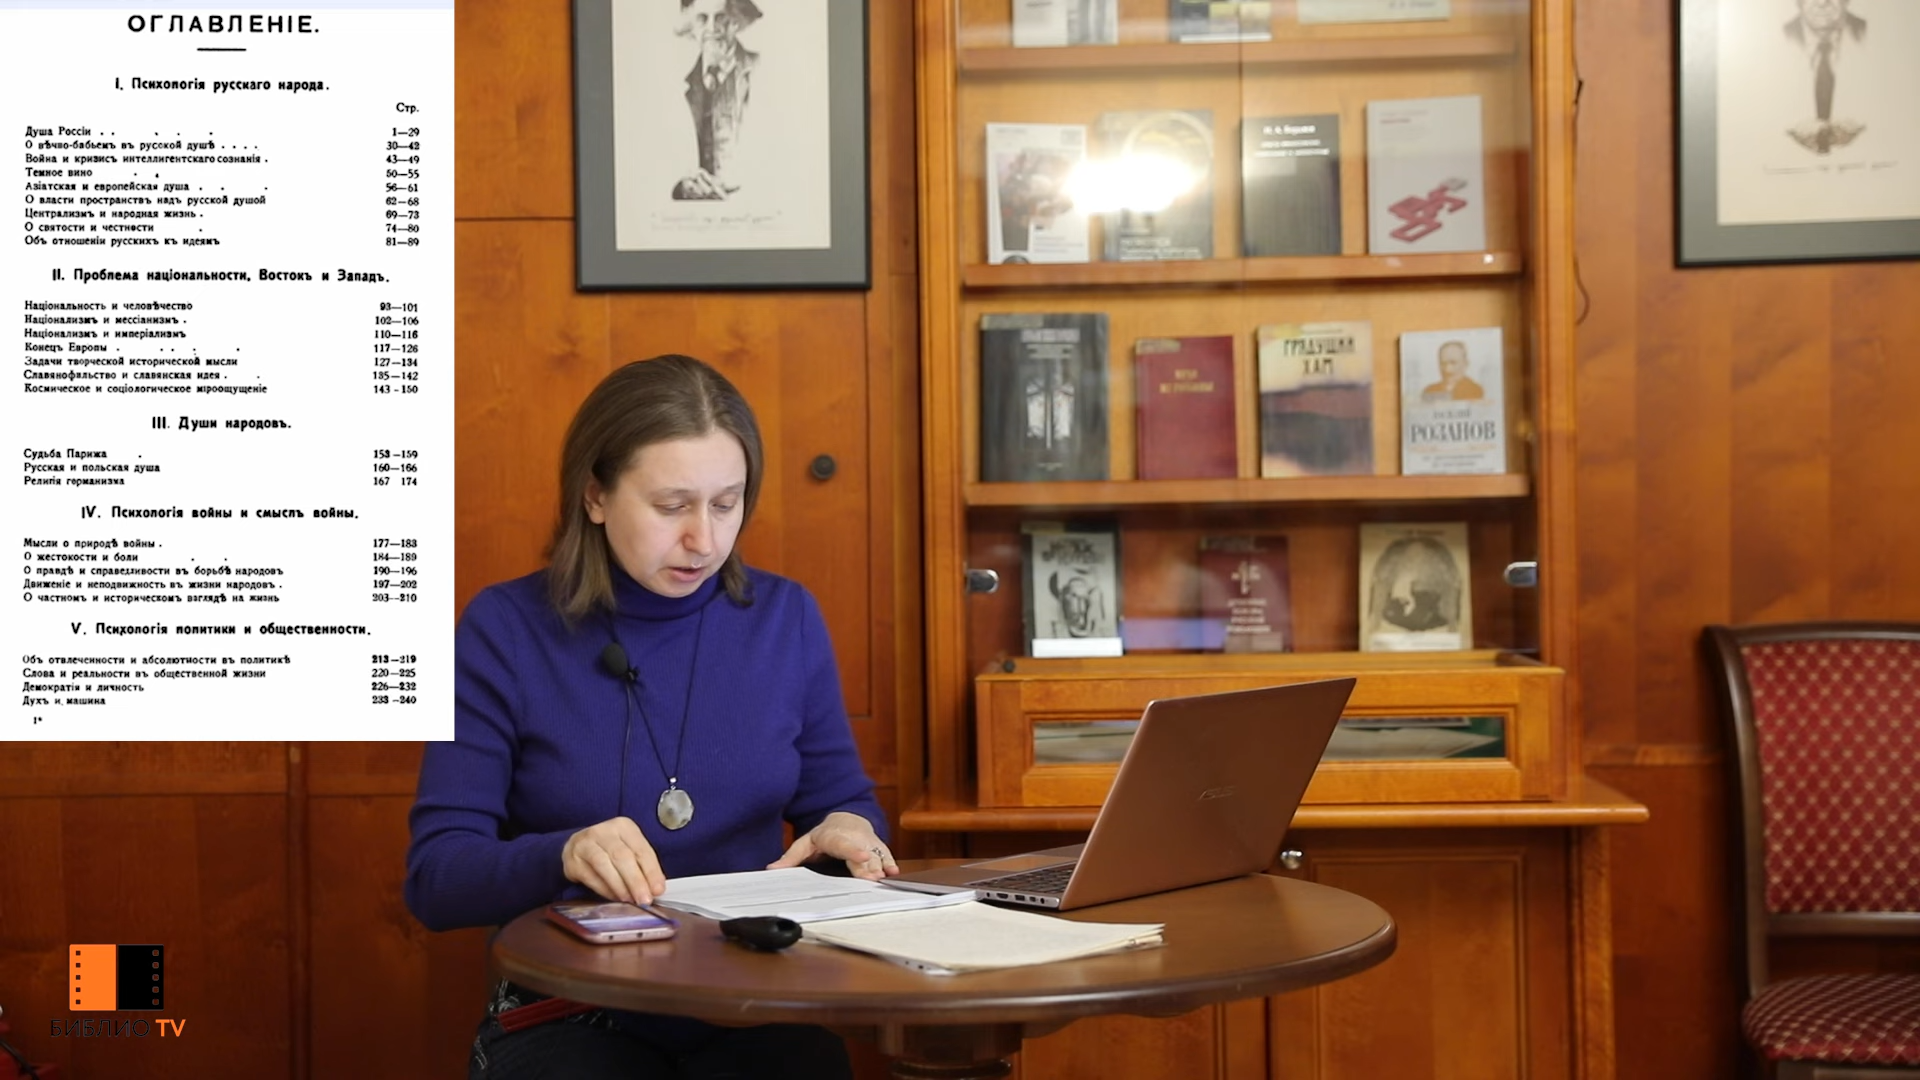 ОГЛАВЛЕНІЕ.
I. Психологія русскаго народа.
Стр.
Душа Россіи . . . . . 1—29
О вѣчно-бабьемъ въ русской душѣ . . . . 30—42
Война и кризисъ интеллигентскаго сознанія . 43—49
Темное вино . . 50—55
Азіатская и европейская душа . . . 56—61
О власти пространствъ надъ русской душой 62—68
Централизмъ и народная жизнь . 69—73
О святости и честности . 74—80
Объ отношеніи русскихъ къ идеямъ 81—89
II. Проблема національности, Востокъ и Западъ.
Національность и человѣчество 93—101
Націонализмъ и мессіанизмъ . 102—106
Націонализмъ и имперіализмъ 110—116
Конецъ Европы . . . . . 117—126
Задачи творческой исторической мысли 127—134
Славянофильство и славянская идея . . 135—142
Космическое и соціологическое мироощущеніе 143 - 150
III. Души народовъ.
Судьба Парижа . 153 —159
Русская и польская душа 160—166
Религія германизма 167 174
IV. Психологія войны и смыслъ войны.
Мысли о природѣ войны . 177—183
О жестокости и боли . . 184—189
О правдѣ и справедливости въ борьбѣ народовъ 190—196
Движеніе и неподвижность въ жизни народовъ . 197—202
О частномъ и историческомъ взглядѣ на жизнь 203--210
V. Психологія политики и общественности.
Объ отвлеченности и абсолютности въ политикѣ 213—219
Слова и реальности въ общественной жизни 220—225
Демократія и личность 226—232
Духъ и машина 233 —240
1*
ГРЯДУЩИЙ
ХАМ
РОЗАНОВ
ASUS
БИБЛИО TV